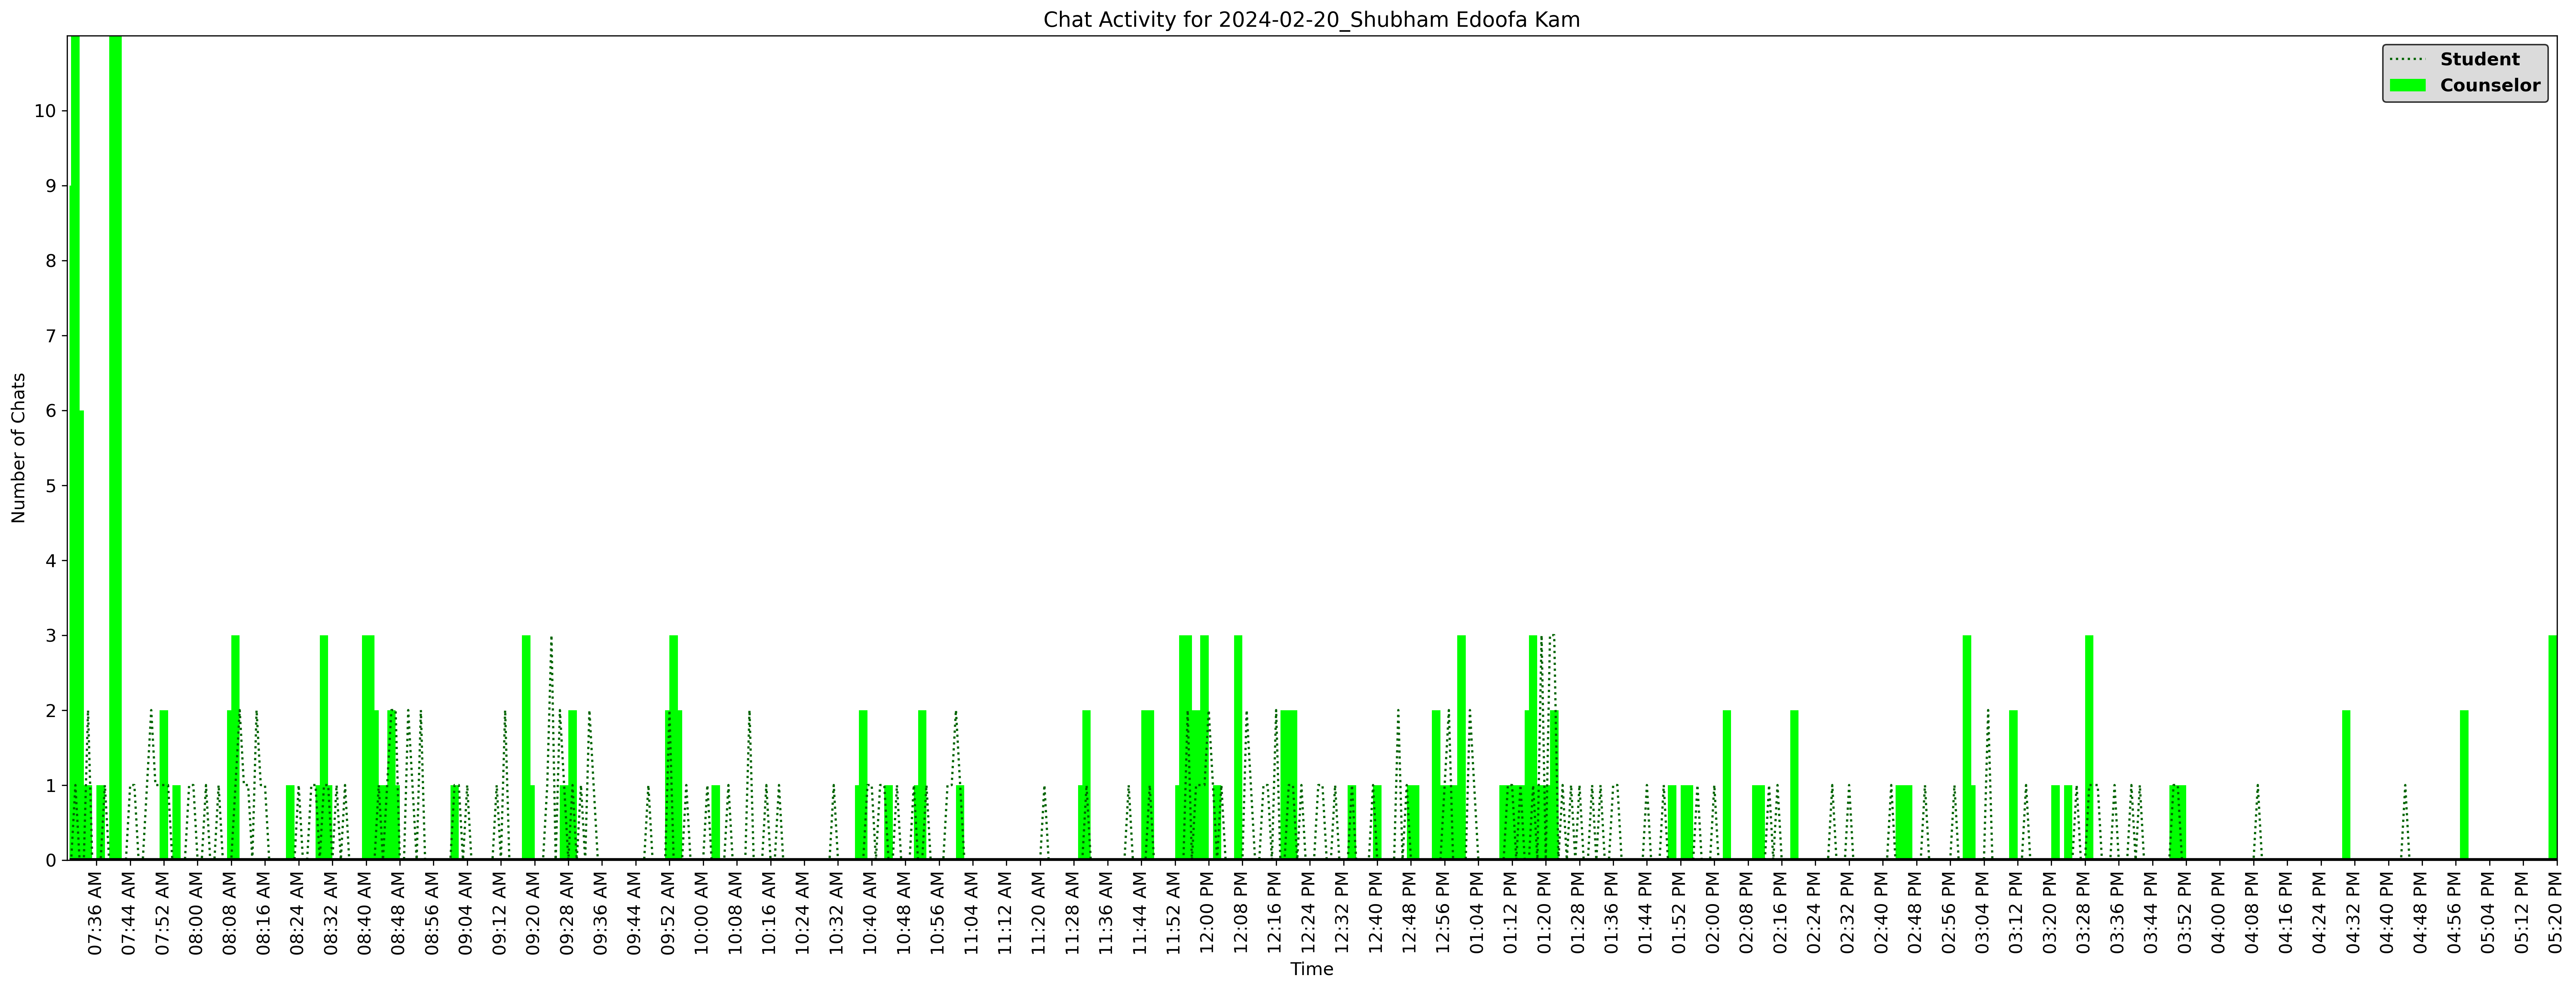 Chat Activity for 2024-02-20_Shubham Edoofa Kam
Student
Counselor
Number of Chats
10
9
8
7
6
5
4
3
2
1
0
07:36 AM
07:44 AM
07:52 AM
08:00 AM
08:08 AM
08:16 AM
08:24 AM
08:32 AM
08:40 AM
08:48 AM
08:56 AM
09:04 AM
09:12 AM
09:20 AM
09:28 AM
09:36 AM
09:44 AM
09:52 AM
10:00 AM
10:08 AM
10:16 AM
10:24 AM
10:32 AM
10:40 AM
10:48 AM
10:56 AM
11:04 AM
11:12 AM
11:20 AM
11:28 AM
11:36 AM
11:44 AM
11:52 AM
12:00 PM
12:08 PM
12:16 PM
12:24 PM
12:32 PM
12:40 PM
12:48 PM
12:56 PM
01:04 PM
01:12 PM
01:20 PM
01:28 PM
01:36 PM
01:44 PM
01:52 PM
02:00 PM
02:08 PM
02:16 PM
02:24 PM
02:32 PM
02:40 PM
02:48 PM
02:56 PM
03:04 PM
03:12 PM
03:20 PM
03:28 PM
03:36 PM
03:44 PM
03:52 PM
04:00 PM
04:08 PM
04:16 PM
04:24 PM
04:32 PM
04:40 PM
04:48 PM
04:56 PM
05:04 PM
05:12 PM
05:20 PM
Time